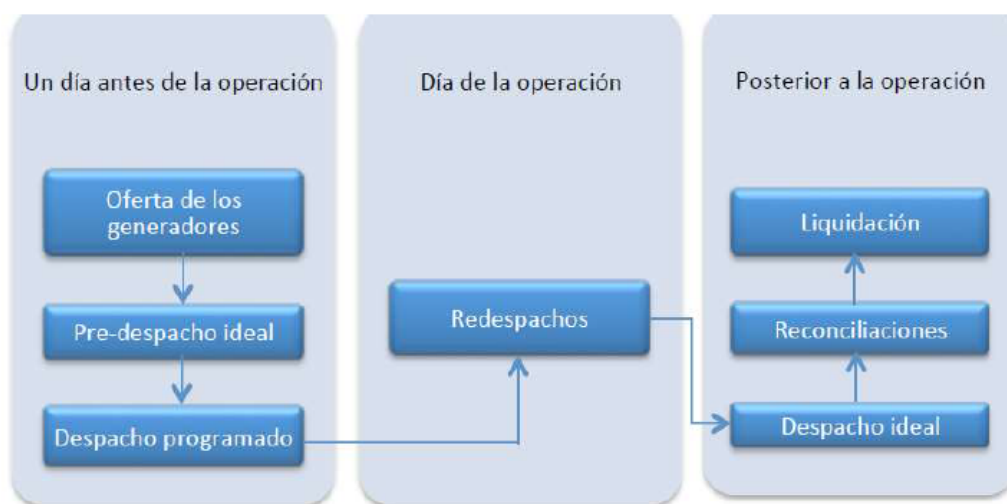 Un día antes de la operación
Oferta de los
generadores
Pre-despacho ideal
Despacho programado
Día de la operación
Redespachos
Posterior a la operación
Liquidación
Reconciliaciones
Despacho ideal